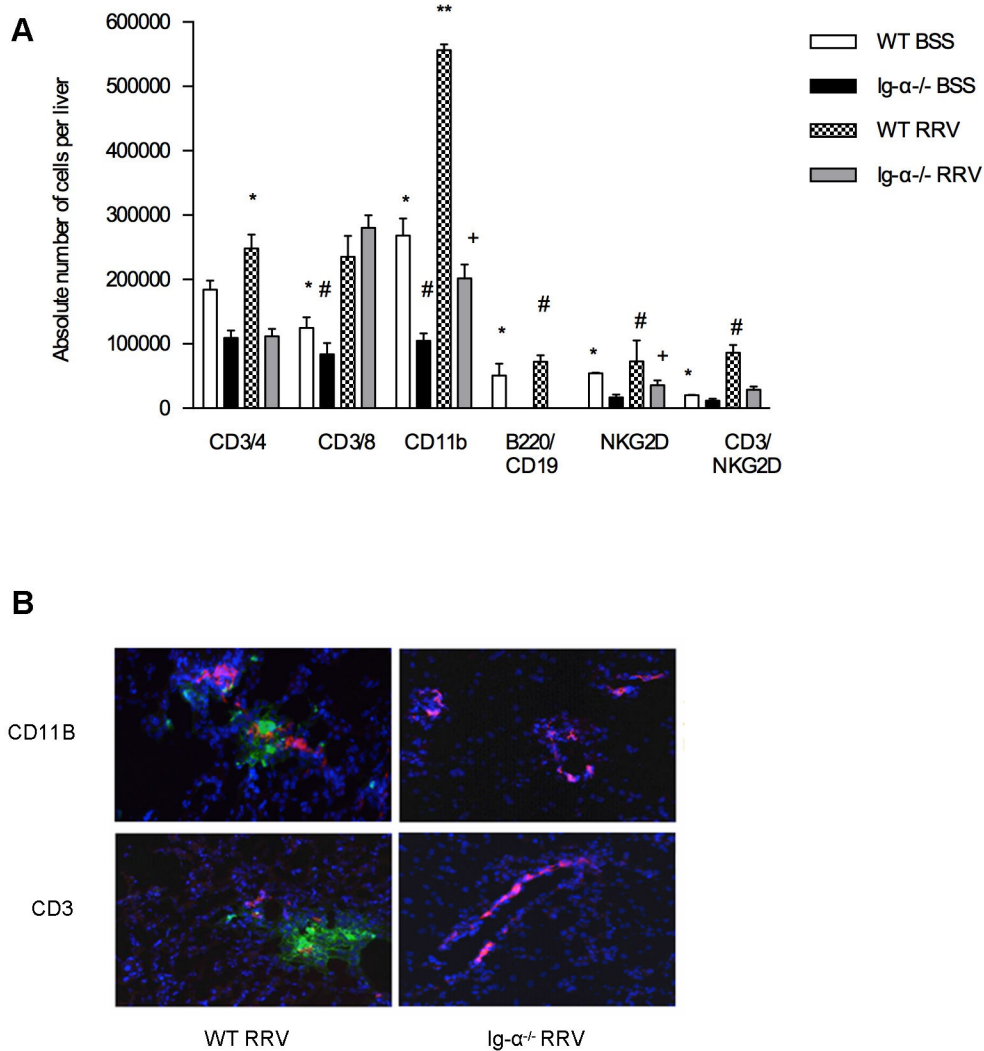 A
Absolute number of cells per liver
600000
500000
400000
300000
200000
100000
0
*
* #
*
#
**
+
*
#
*
#
+
*
#
CD3/4
CD3/8
CD11b
B220/
CD19
NKG2D
CD3/
NKG2D
WT BSS
Ig-α-/- BSS
WT RRV
Ig-α-/- RRV
B
CD11B
CD3
WT RRV
Ig-α-/- RRV